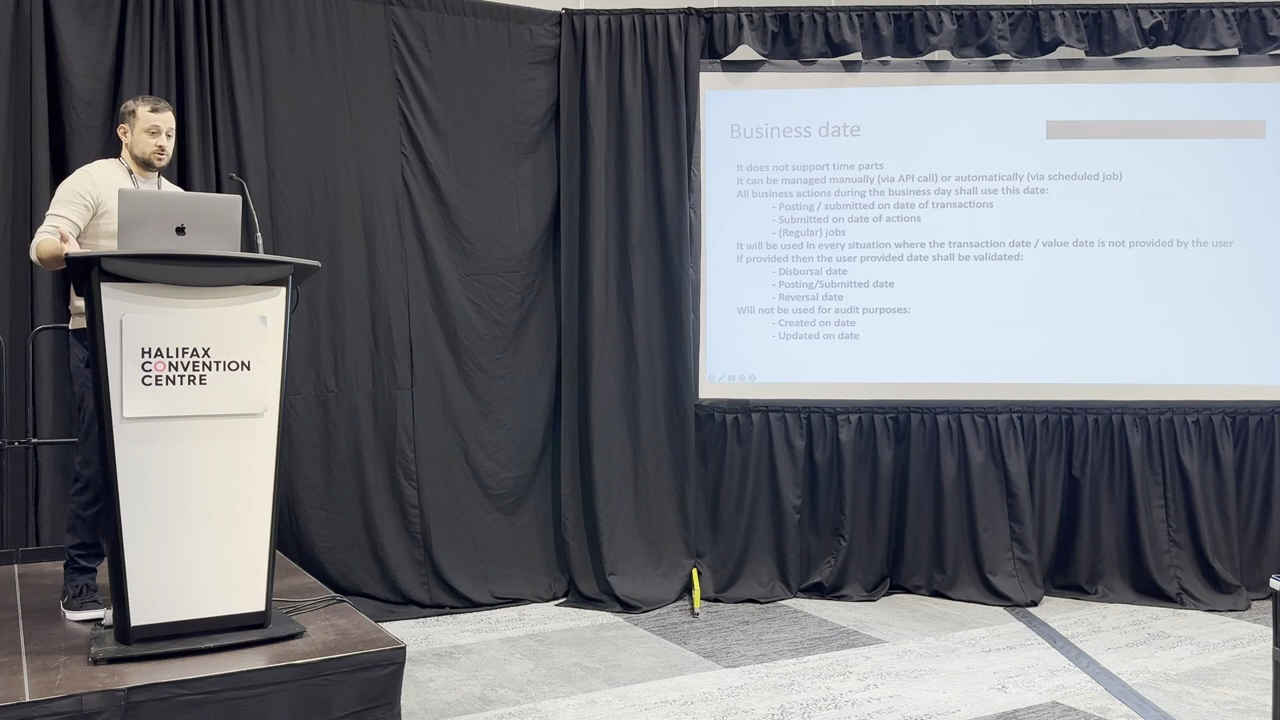 HALIFAX
CONVENTION
CENTRE
Business date
It does not support time parts
It can be managed manually (via API call) or automatically (via scheduled job)
All business actions during the business day shall use this date:
- Posting / submitted on date of transactions
- Submitted on date of actions
- (Regular) jobs
It will be used in every situation where the transaction date / value date is not provided by the user
If provided then the user provided date shall be validated:
- Disbursal date
- Posting/Submitted date
- Reversal date
Will not be used for audit purposes:
- Created on date
- Updated on date